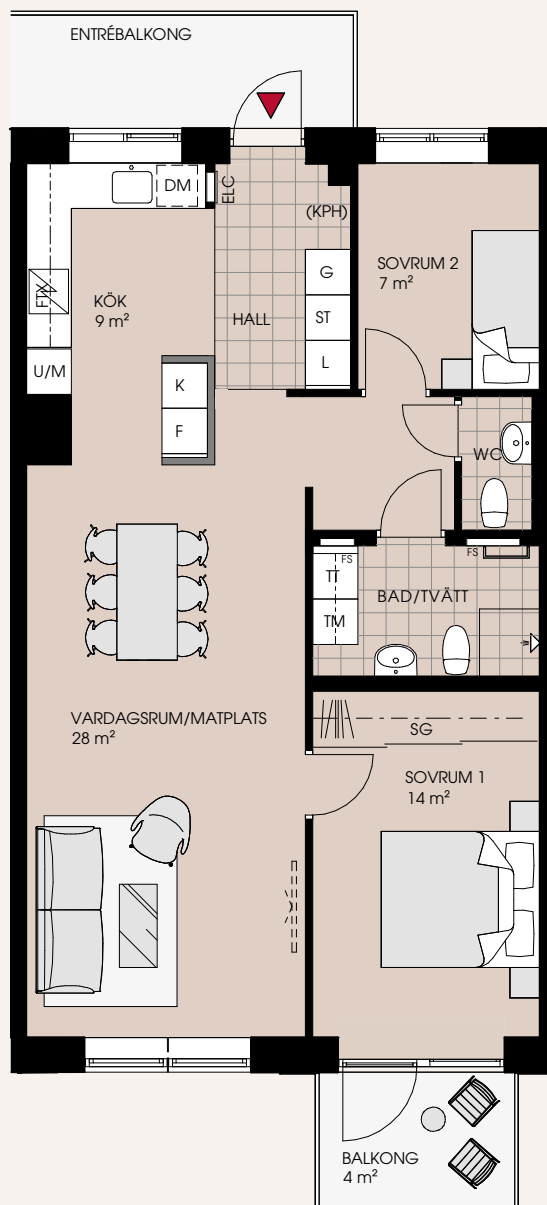 ENTRÉBALKONG
DM
ELC
(KPH)
FTX
G
SOVRUM 2
7 m²
KÖK
9 m²
HALL
ST
U/M
L
K
F
WC
FS
FS
TT
BAD/TVÄTT
TM
VARDAGSRUM/MATPLATS
28 m²
SG
SOVRUM 1
14 m²
BALKONG
4 m²